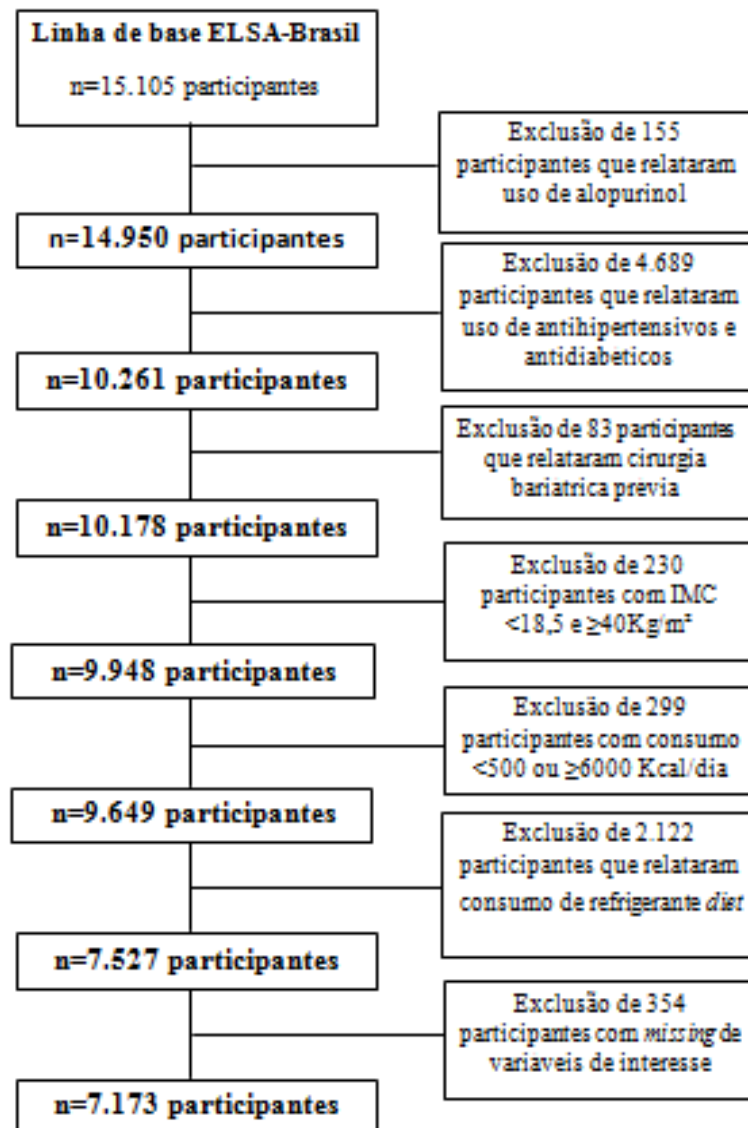 Linha de base ELSA-Brasil
n=15.105 participantes
Exclusão de 155
participantes que relataram
uso de alopurinol
n=14.950 participantes
Exclusão de 4.689
participantes que relataram
uso de antihipertensivos e
antidiabéticos
n=10.261 participantes
Exclusão de 83 participantes
que relataram cirurgia
bariatrica previa
n=10.178 participantes
Exclusão de 230
participantes com IMC
<18,5 e ≥40Kg/m²
n=9.948 participantes
Exclusão de 299
participantes com consumo
<500 ou ≥6000 Kcal/dia
n=9.649 participantes
Exclusão de 2.122
participantes que relataram
consumo de refrigerante diet
n=7.527 participantes
Exclusão de 354
participantes com missing de
variaveis de interesse
n=7.173 participantes